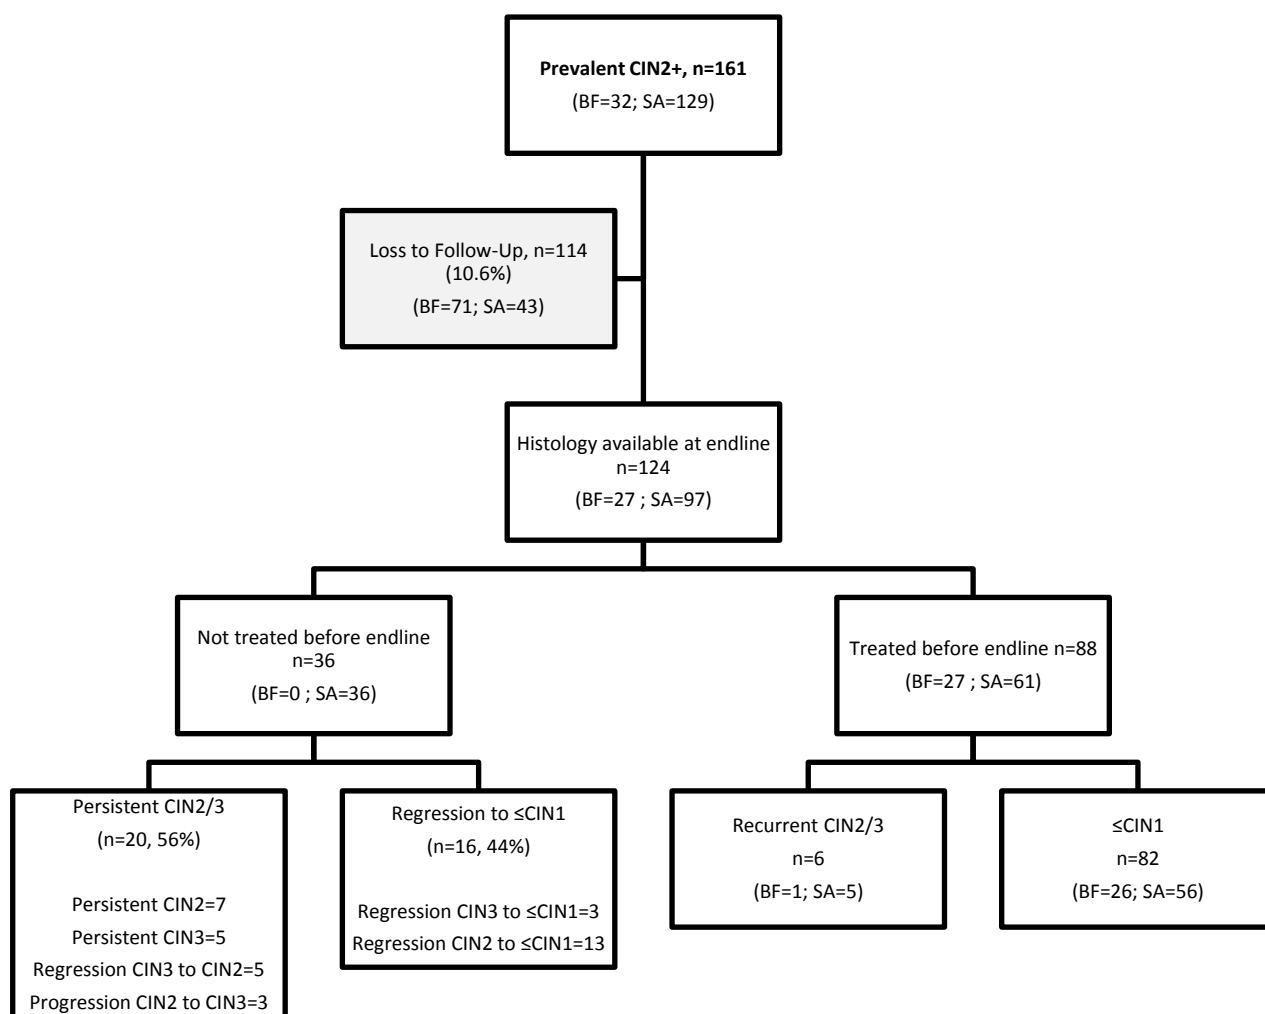 Prevalent CIN2+, n=161
(BF=32; SA=129)
Loss to Follow-Up, n=114
(10.6%)
(BF=71; SA=43)
Histology available at endline
n=124
(BF=27 ; SA=97)
Not treated before endline
n=36
(BF=0 ; SA=36)
Treated before endline n=88
(BF=27 ; SA=61)
Persistent CIN2/3
(n=20, 56%)
Persistent CIN2=7
Persistent CIN3=5
Regression CIN3 to CIN2=5
Progression CIN2 to CIN3=3
Regression to ≤CIN1
(n=16, 44%)
Regression CIN3 to ≤CIN1=3
Regression CIN2 to ≤CIN1=13
Recurrent CIN2/3
n=6
(BF=1; SA=5)
≤CIN1
n=82
(BF=26; SA=56)